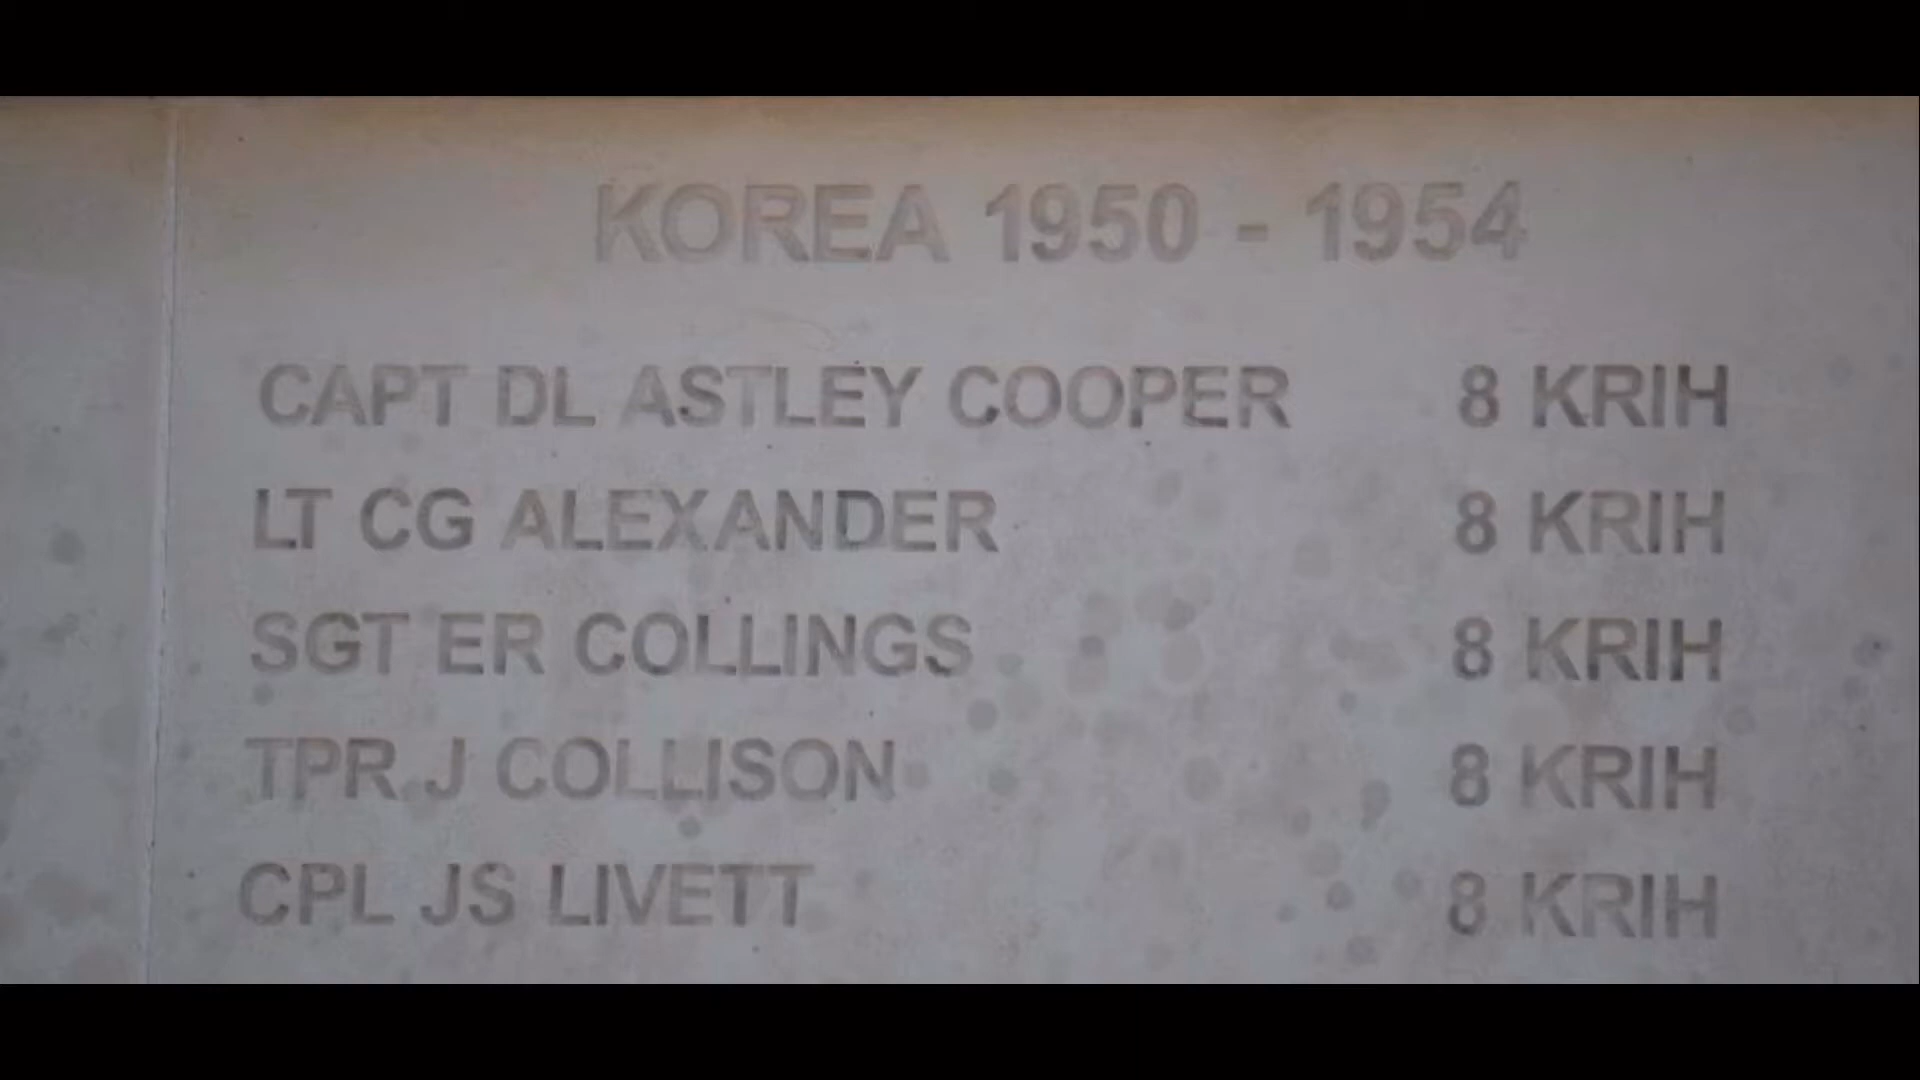 KOREA 1950 - 1954
CAPT DL ASTLEY COOPER 8 KRIH
LT CG ALEXANDER 8 KRIH
SGT ER COLLINGS 8 KRIH
TPR J COLLISON 8 KRIH
CPL JS LIVETT 8 KRIH